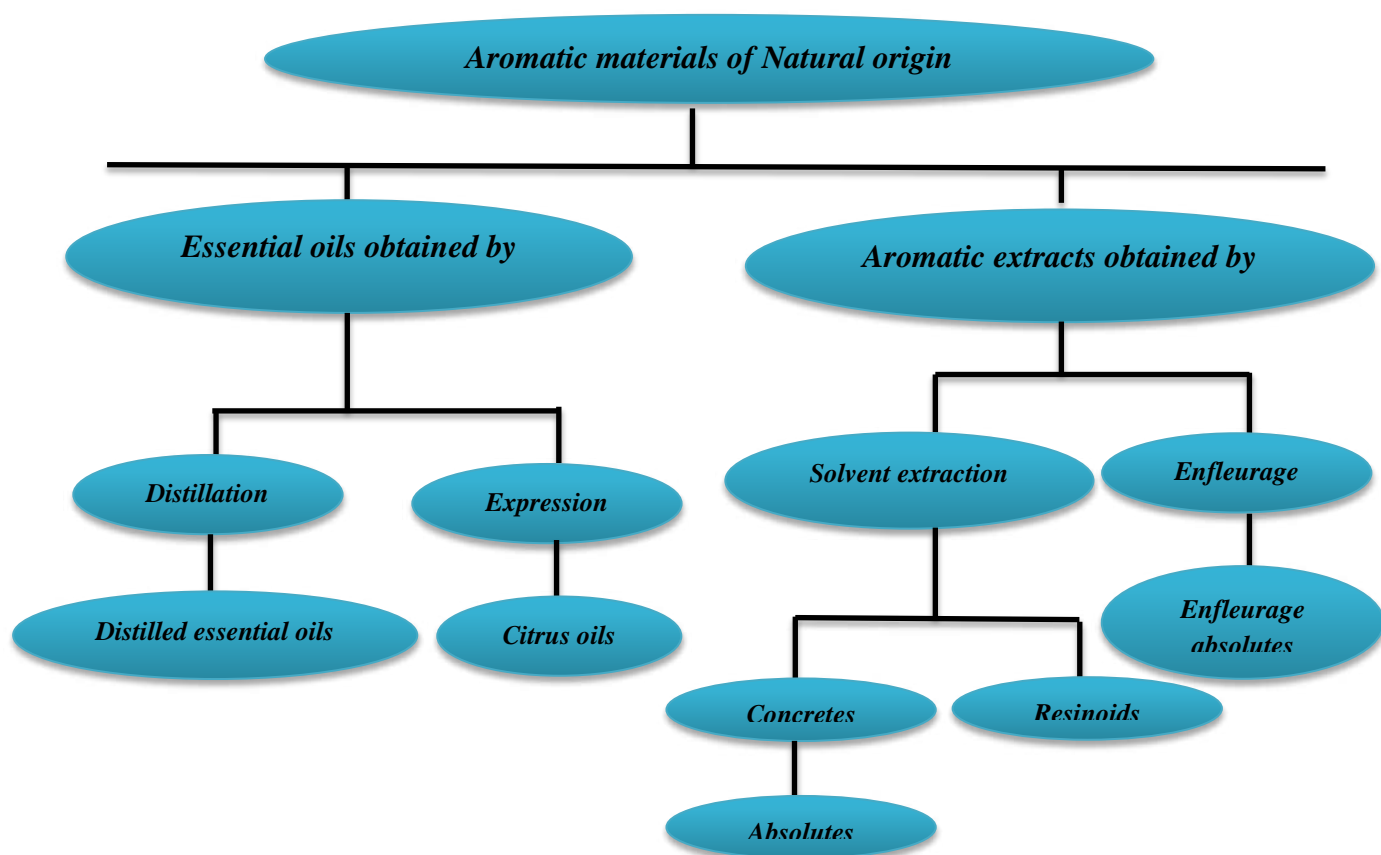 Aromatic materials of Natural origin
Essential oils obtained by
Aromatic extracts obtained by
Distillation
Expression
Solvent extraction
Enfleurage
Distilled essential oils
Citrus oils
Enfleurage
absolutes
Concretes
Resinoids
Absolutes